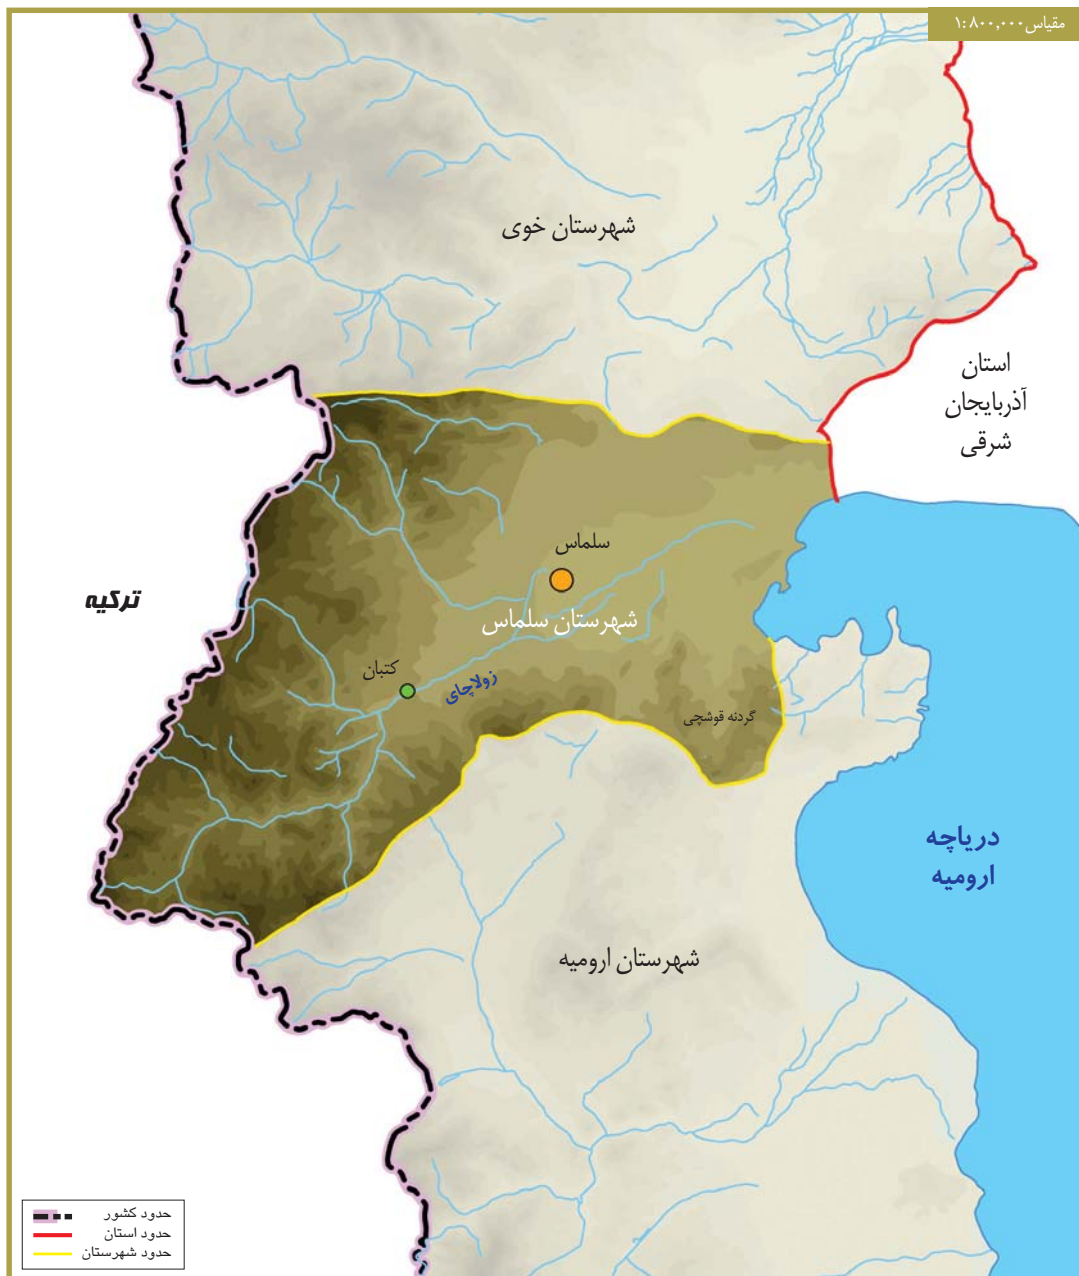 مقیاس ۱:۸۰۰,۰۰۰
شهرستان خوی
استان
آذربایجان
شرقی
سلماس
ترکیه
شهرستان سلماس
کتبان
زولاچای
گردنه قوشچی
دریاچه
ارومیه
شهرستان ارومیه
حدود کشور
حدود استان
حدود شهرستان